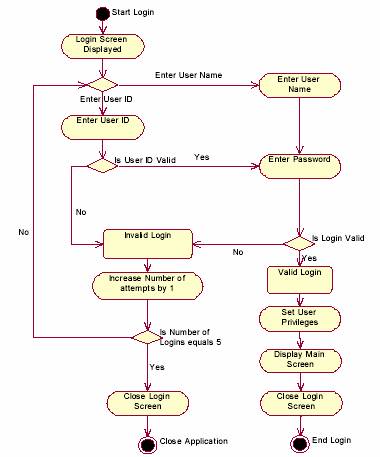 Start Login
Login Screen
Displayed
Enter User Name
Enter User
Name
Enter User ID
Enter User ID
Is User ID Valid
Yes
Enter Password
No
No
Invalid Login
Is Login Valid
No
Yes
Valid Login
Increase Number of
attempts by 1
Set User
Privileges
Is Number of
Logins equals 5
Display Main
Screen
Yes
Close Login
Screen
Close Login
Screen
Close Application
End Login